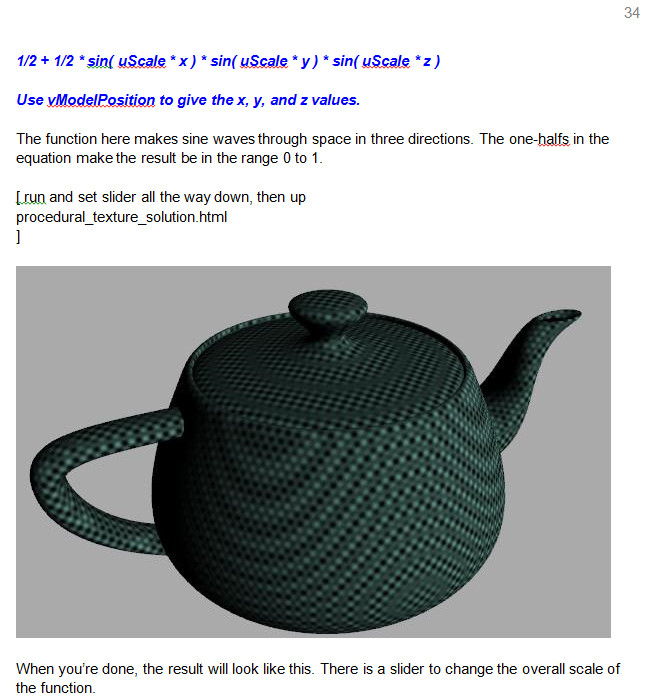 34
1/2 + 1/2 * sin( uScale * x ) * sin( uScale * y ) * sin( uScale * z )
Use vModelPosition to give the x, y, and z values.
The function here makes sine waves through space in three directions. The one-halfs in the
equation make the result be in the range 0 to 1.
[ run and set slider all the way down, then up
procedural_texture_solution.html
]
When you're done, the result will look like this. There is a slider to change the overall scale of
the function.